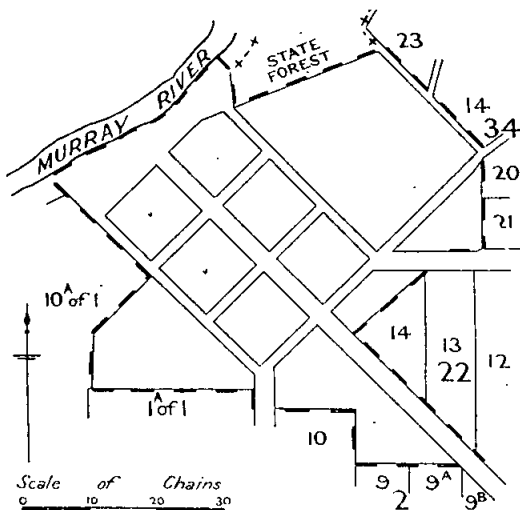 STATE
FOREST
23
MURRAY RIVER
14
34
20
21
10A of 1
14
13
22
12
1A of 1
10
9
9A
9B
2
Scale of Chains
0 10 20 30